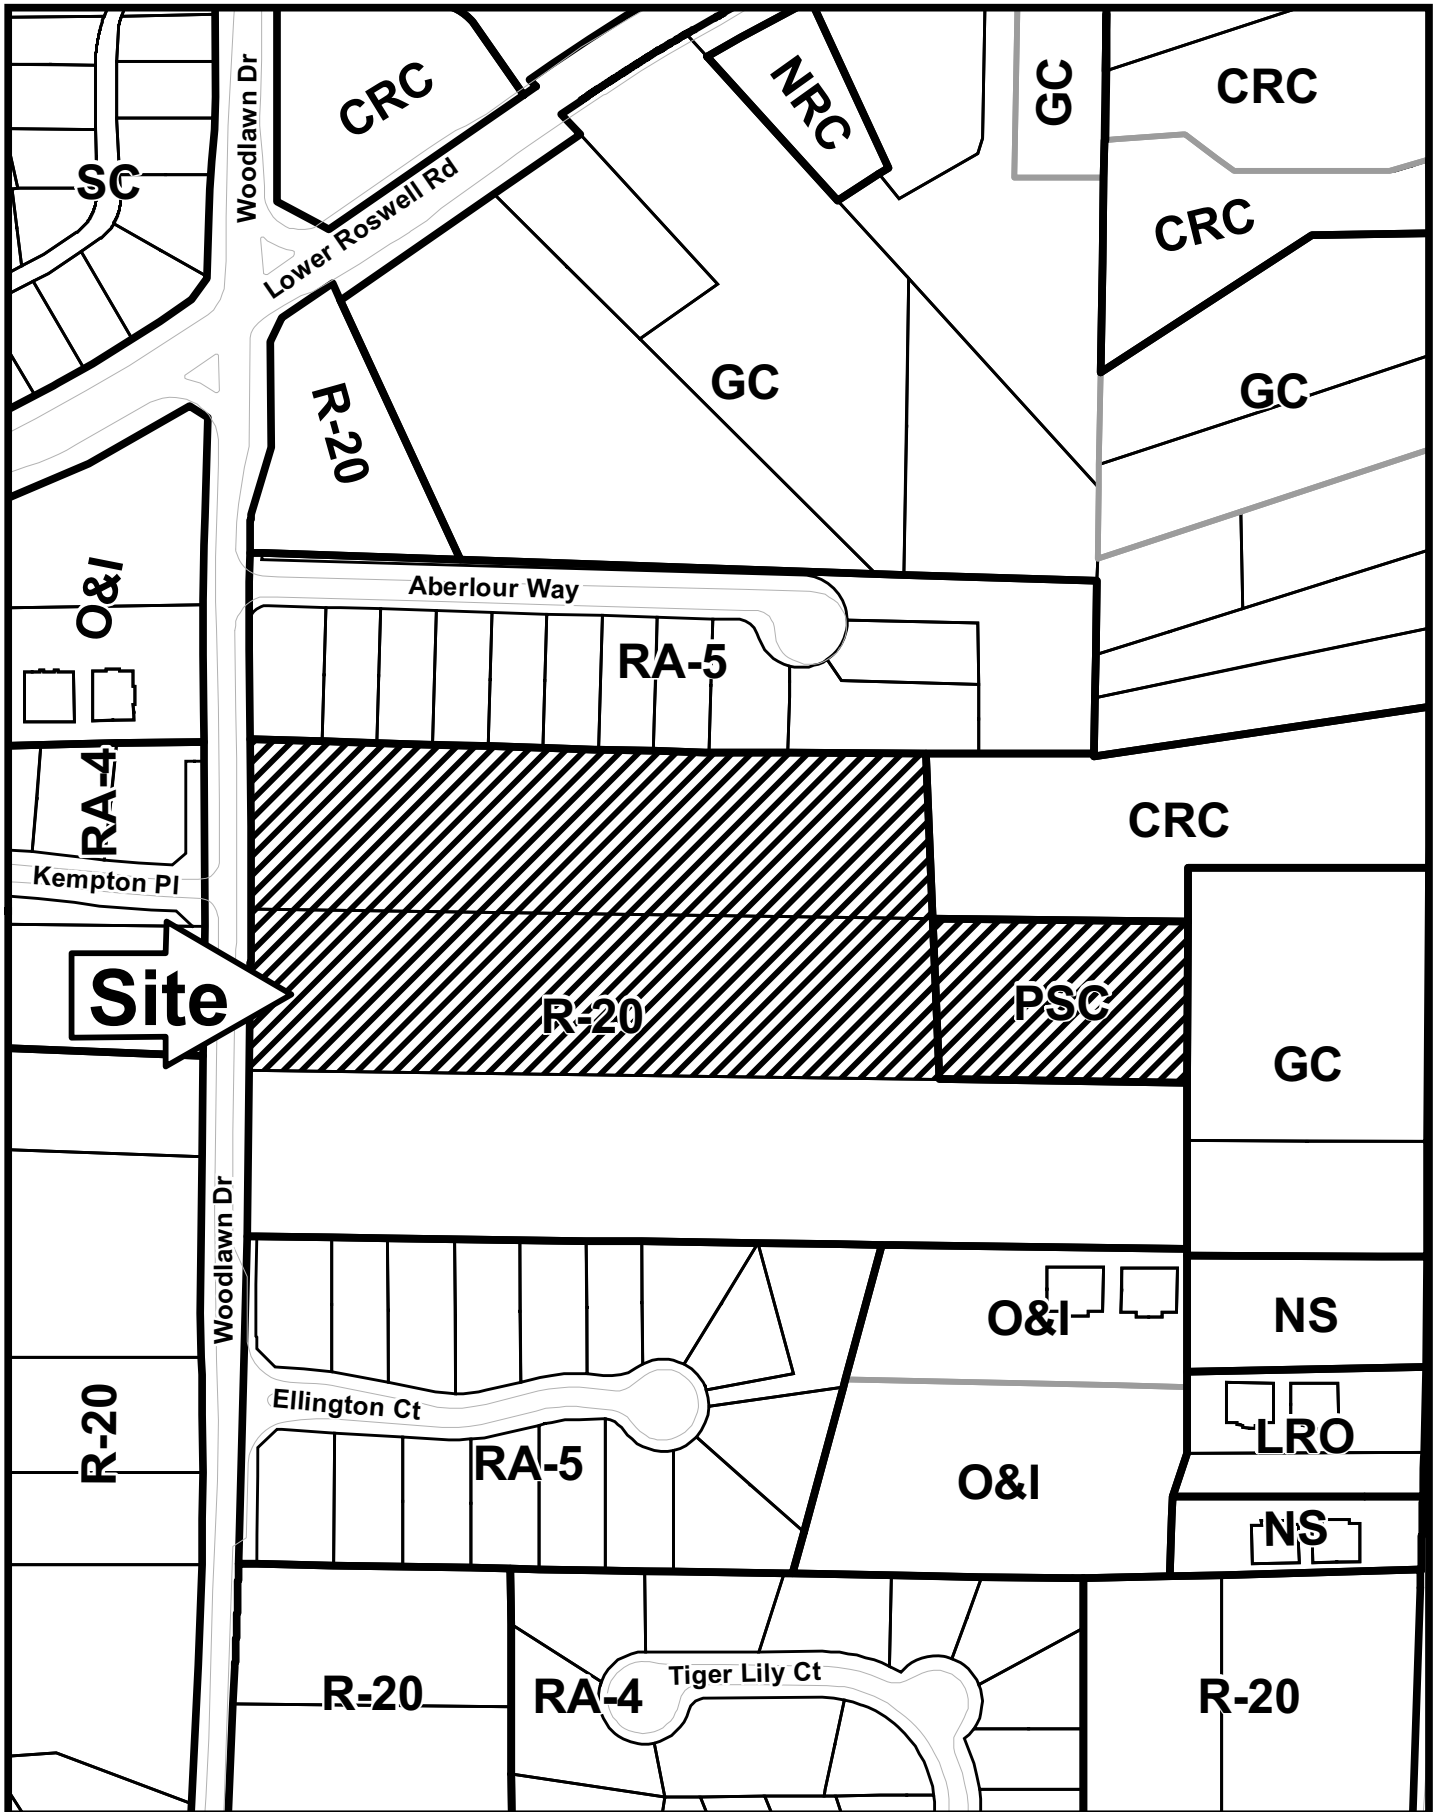 CRC
Woodlawn Dr
NRC
GC
CRC
SC
Lower Roswell Rd
CRC
R-20
GC
GC
O&I
Aberlour Way
RA-5
RA-4
CRC
Kempton Pl
Site
R-20
PSC
GC
Woodlawn Dr
O&I
NS
R-20
Ellington Ct
RA-5
O&I
LRO
NS
R-20
RA-4
Tiger Lily Ct
R-20